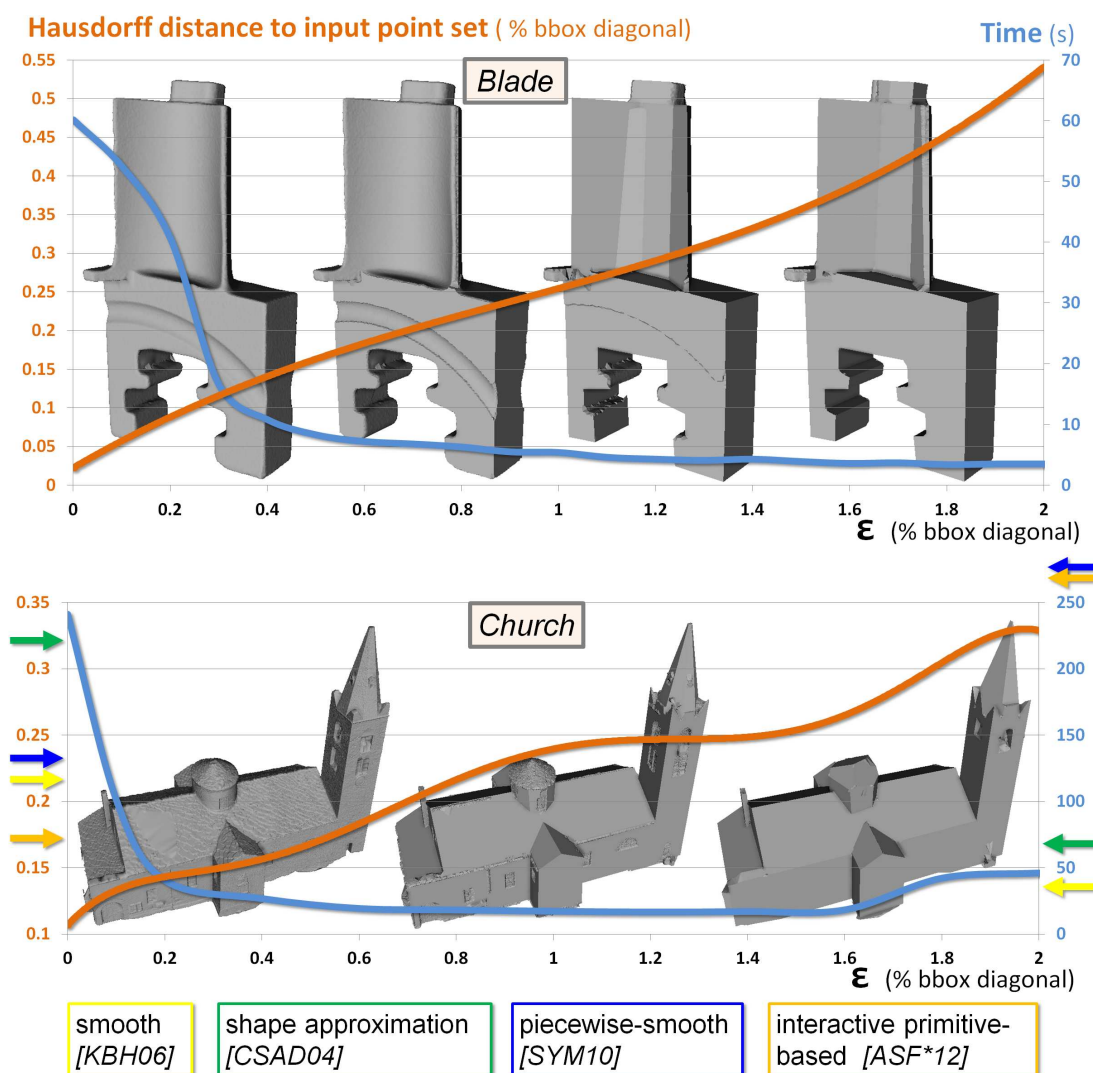 Hausdorff distance to input point set ( % bbox diagonal)
Time (s)
Blade
0.55
0.5
0.45
0.4
0.35
0.3
0.25
0.2
0.15
0.1
0.05
0
70
60
50
40
30
20
10
0
0 0.2 0.4 0.6 0.8 1 1.2 1.4 1.6 1.8 2
ε (% bbox diagonal)
Church
0.35
0.3
0.25
0.2
0.15
0.1
250
200
150
100
50
0
0 0.2 0.4 0.6 0.8 1 1.2 1.4 1.6 1.8 2
ε (% bbox diagonal)
smooth
[KBH06]
shape approximation
[CSAD04]
piecewise-smooth
[SYM10]
interactive primitive-
based [ASF*12]